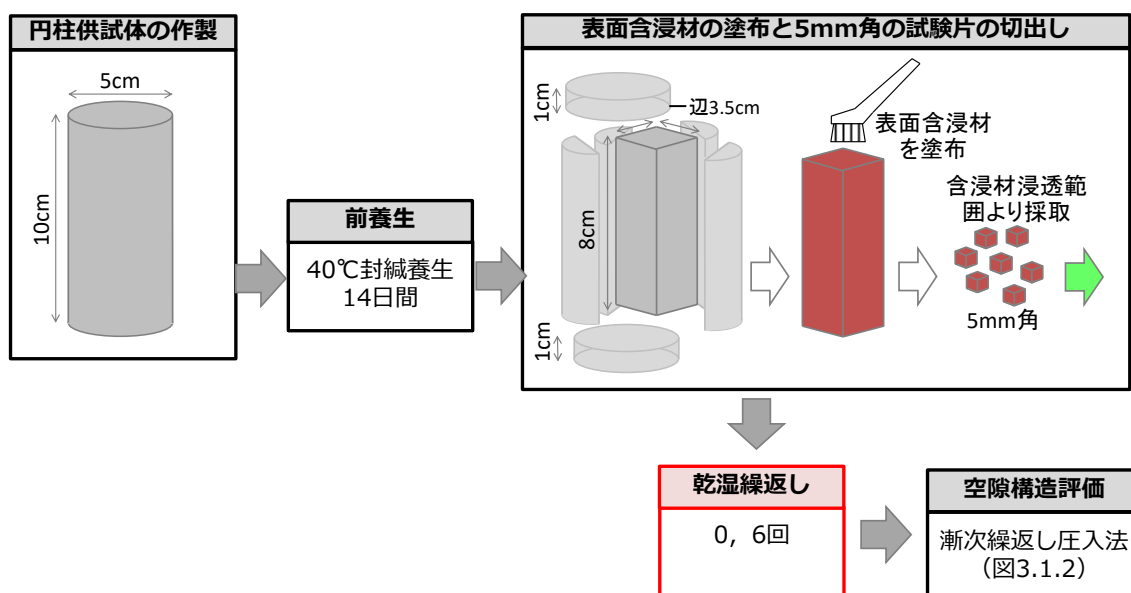 円柱供試体の作製
5cm
10cm
前養生
40℃封緘養生
14日間
表面含浸材の塗布と5mm角の試験片の切出し
1cm
一辺3.5cm
8cm
1cm
表面含浸材
を塗布
含浸材浸透範
囲より採取
5mm角
乾湿繰返し
0, 6回
空隙構造評価
漸次繰返し圧入法
（図3.1.2）